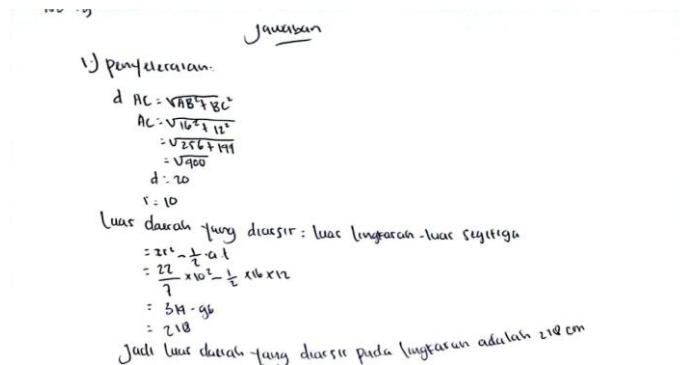 Jawaban
1.) penyelesaian:
d AC = √AB² + BC²
AC = √16² + 12²
= √256 + 144
= √400
d = 20
r = 10
Luas daerah yang diarsir = luas lingkaran - luas segitiga
= πr² - 1/2 · a.t
= 22/7 × 10² - 1/2 × 16 × 12
= 314 - 96
= 218
Jadi luas daerah yang diarsir pada lingkaran adalah 218 cm